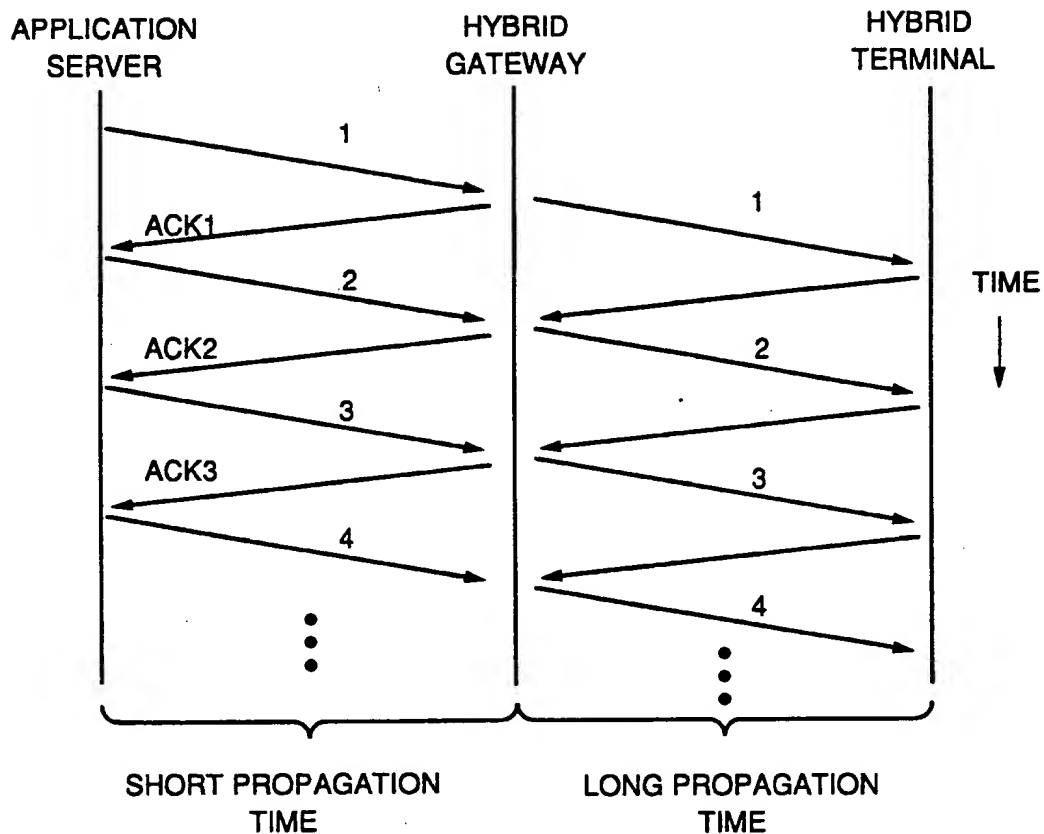 APPLICATION
SERVER
HYBRID
GATEWAY
HYBRID
TERMINAL
1
1
ACK1
2
TIME
ACK2
2
3
ACK3
3
4
4
SHORT PROPAGATION
TIME
LONG PROPAGATION
TIME